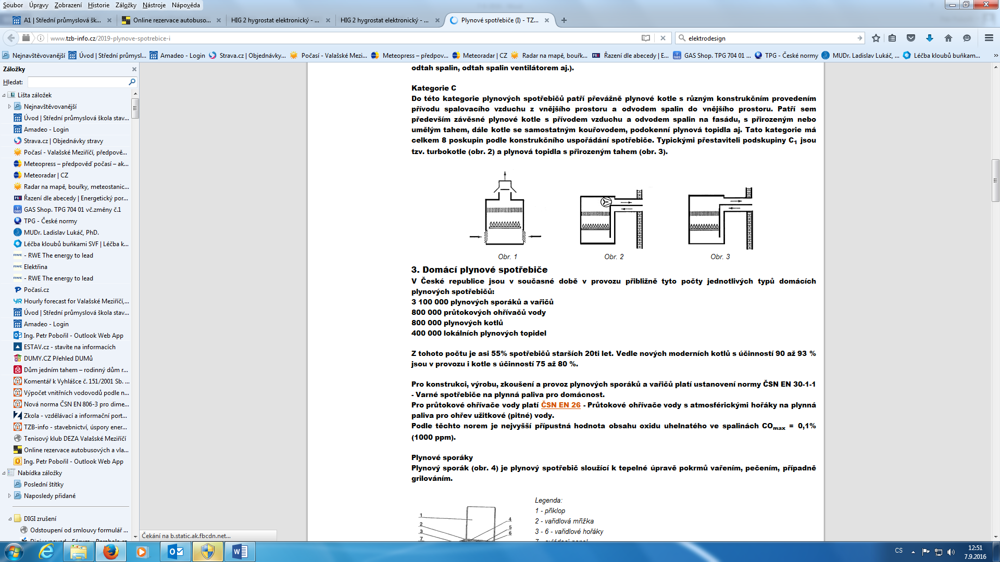 Soubor Úpravy Zobrazení Historie Záložky Nástroje Nápověda
A1 | Střední průmyslová šk...
Online rezervace autobuso...
HIG 2 hygrostat elektronický - ...
HIG 2 hygrostat elektronický - ...
Plynové spotřebiče (I) - TZ...
www.tzb-info.cz/2019-plynove-spotrebice-i
elektrodesign
Nejnavštěvovanější
Úvod | Střední průmysl...
Amadeo - Login
Strava.cz | Objednávky...
Počasí - Valašské Mezi...
Meteopress – předpov...
Meteoradar | CZ
Radar na mapě, bouřk...
Řazení dle abecedy | E...
GAS Shop. TPG 704 01 ...
TPG - České normy
MUDr. Ladislav Lukáč, ...
Léčba kloubů buňkam...
Záložky
Hledat:
Lišta záložek
Nejnavštěvovanější
Úvod | Střední průmyslová škola stav...
Amadeo - Login
Strava.cz | Objednávky stravy
Počasí - Valašské Meziříčí, předpově...
Meteopress – předpověď počasí – ak...
Meteoradar | CZ
Radar na mapě, bouřky, meteostanic...
Řazení dle abecedy | Energetický por...
GAS Shop. TPG 704 01 vč.změny č.1
TPG - České normy
MUDr. Ladislav Lukáč, PhD.
Léčba kloubů buňkami SVF | Léčba k...
RWE - RWE The energy to lead
RWE Elektřina
RWE - RWE The energy to lead
Počasí.cz
Hourly forecast for Valašské Meziříčí,...
Úvod | Střední průmyslová škola stav...
Amadeo - Login
Ing. Petr Pobořil - Outlook Web App
ESTAV.cz - stavíte na informacích
DUMY.CZ Přehled DUMů
Dům jedním tahem – rodinný dům r...
Komentář k Vyhlášce č. 151/2001 Sb. ...
Výpočet vnitřních vodovodů podle n...
Nová norma ČSN EN 806-3 pro dime...
Zkola - vzdělávací a informační port...
TZB-info - stavebnictví, úspory ener...
Tenisový klub DEZA Valašské Meziříčí
Online rezervace autobusových a vla...
Ing. Petr Pobořil - Outlook Web App
Nabídka záložky
Poslední štítky
Naposledy přidané
DIGI zrušení
Odstoupení od smlouvy formulář ...
odtah spalin, odtah spalin ventilátorem aj.).
Kategorie C
Do této kategorie plynových spotřebičů patří převážně plynové kotle s různým konstrukčním provedením
přívodu spalovacího vzduchu z vnějšího prostoru a odvodem spalin do vnějšího prostoru. Patří sem
především závěsné plynové kotle s přívodem vzduchu a odvodem spalin na fasádu, s přirozeným nebo
umělým tahem, dále kotle se samostatným kouřovodem, podokenní plynová topidla aj. Tato kategorie má
celkem 8 poskupin podle konstrukčního uspořádání spotřebiče. Typickými přestaviteli podskupiny C1 jsou
tzv. turbokotle (obr. 2) a plynová topidla s přirozeným tahem (obr. 3).
Obr. 1
Obr. 2
Obr. 3
3. Domácí plynové spotřebiče
V České republice jsou v současné době v provozu přibližně tyto počty jednotlivých typů domácích
plynových spotřebičů:
3 100 000 plynových sporáků a vařičů
800 000 průtokových ohřívačů vody
800 000 plynových kotlů
400 000 lokálních plynových topidel
Z tohoto počtu je asi 55% spotřebičů starších 20ti let. Vedle nových moderních kotlů s účinností 90 až 93 %
jsou v provozu i kotle s účinností 75 až 80 %.
Pro konstrukci, výrobu, zkoušení a provoz plynových sporáků a vařičů platí ustanovení normy ČSN EN 30-1-1
- Varné spotřebiče na plynná paliva pro domácnost.
Pro průtokové ohřívače vody platí ČSN EN 26 - Průtokové ohřívače vody s atmosférickými hořáky na plynná
paliva pro ohřev užitkové (pitné) vody.
Podle těchto norem je nejvyšší přípustná hodnota obsahu oxidu uhelnatého ve spalinách COmax = 0,1%
(1000 ppm).
Plynové sporáky
Plynový sporák (obr. 4) je plynový spotřebič sloužící k tepelné úpravě pokrmů vařením, pečením, případně
grilováním.
1
2
3
7
4
5
6
Legenda:
1 - příklop
2 - vařidlová mřížka
3 - 6 - vařidlové hořáky
Čekání na b.static.ak.fbcdn.net...
CS
12:51
7.9.2016